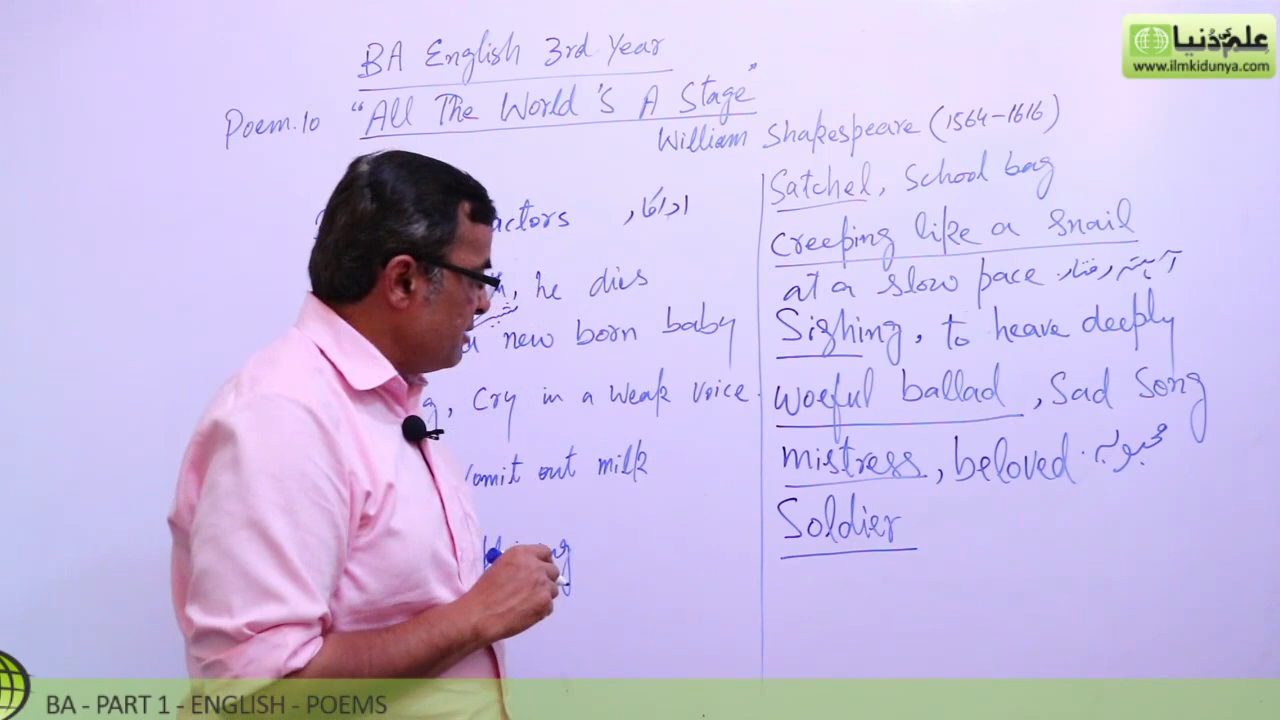 علم کی دُنیا
www.ilmkidunya.com
BA English 3rd Year
Poem.10 "All The World's A Stage"
William Shakespeare (1564-1616)
actors اداکار
he dies
a new born baby
cry in a weak voice.
vomit out milk
Satchel, School bag
Creeping like a snail
at a slow pace آہستہ رفتار
Sighing, to heave deeply
woeful ballad, Sad Song
mistress, beloved. محبوبہ
Soldier
BA - PART 1 - ENGLISH - POEMS